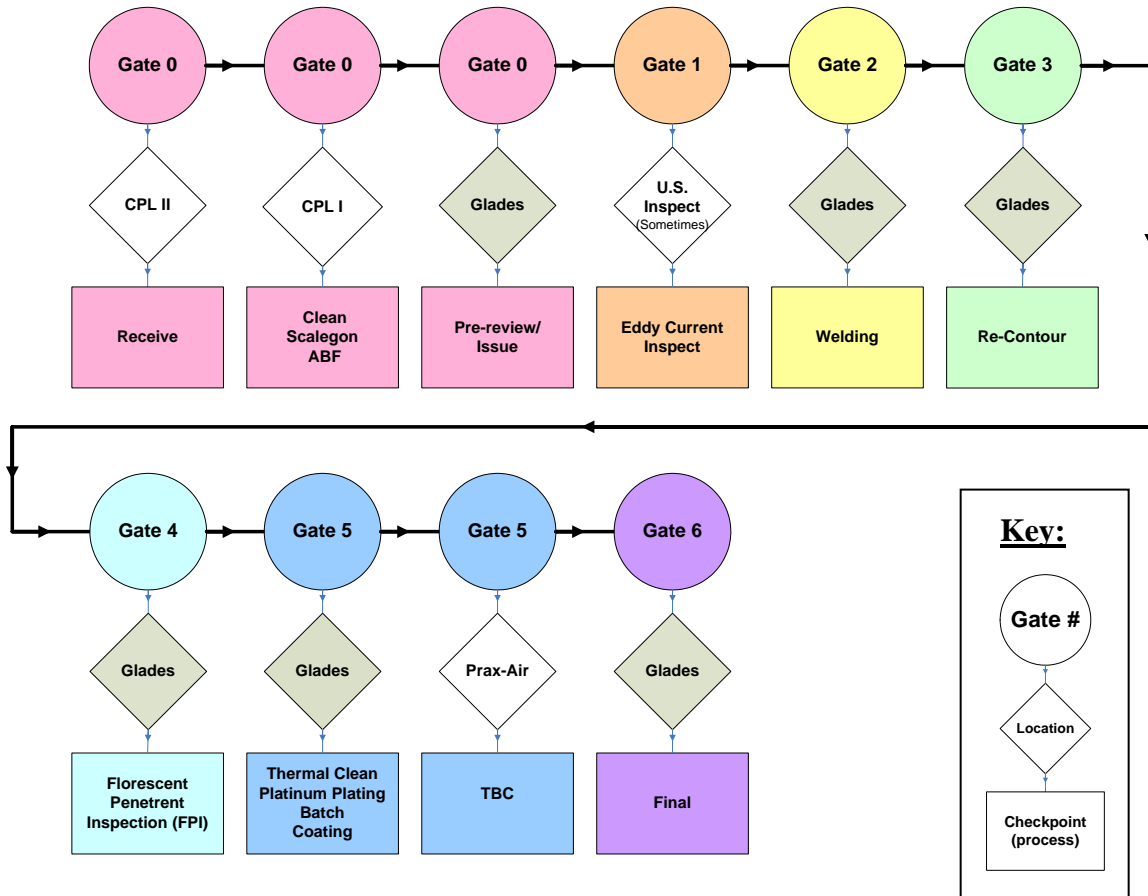 Gate 0
Gate 0
Gate 0
Gate 1
Gate 2
Gate 3
CPL II
CPL I
Glades
U.S.
Inspect
(Sometimes)
Glades
Glades
Receive
Clean
Scalegon
ABF
Pre-review/
Issue
Eddy Current
Inspect
Welding
Re-Contour
Gate 4
Gate 5
Gate 5
Gate 6
Glades
Glades
Prax-Air
Glades
Florescent
Penetrent
Inspection (FPI)
Thermal Clean
Platinum Plating
Batch
Coating
TBC
Final
Key:
Gate #
Location
Checkpoint
(process)